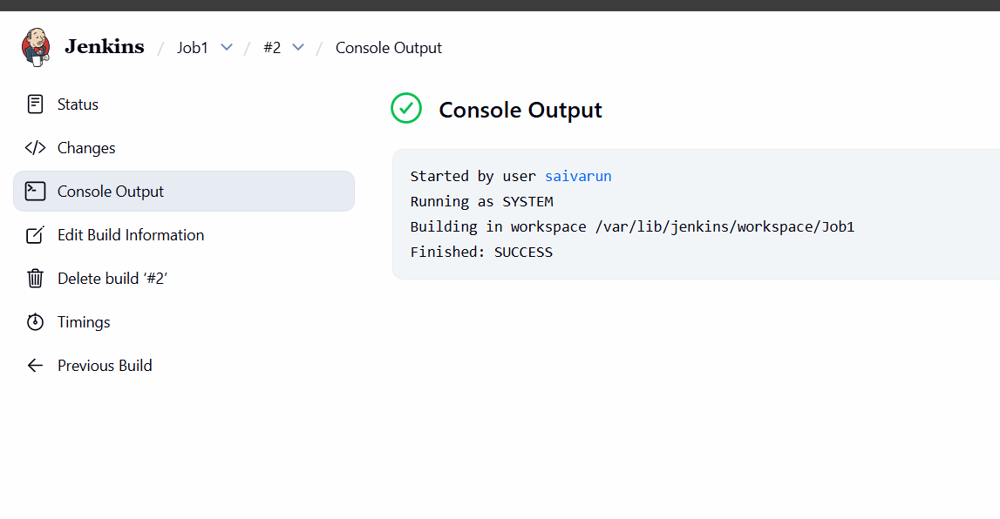 Jenkins / Job1 / #2 / Console Output
Status
Changes
Console Output
Edit Build Information
Delete build ‘#2’
Timings
Previous Build
Console Output
Started by user saivarun
Running as SYSTEM
Building in workspace /var/lib/jenkins/workspace/Job1
Finished: SUCCESS